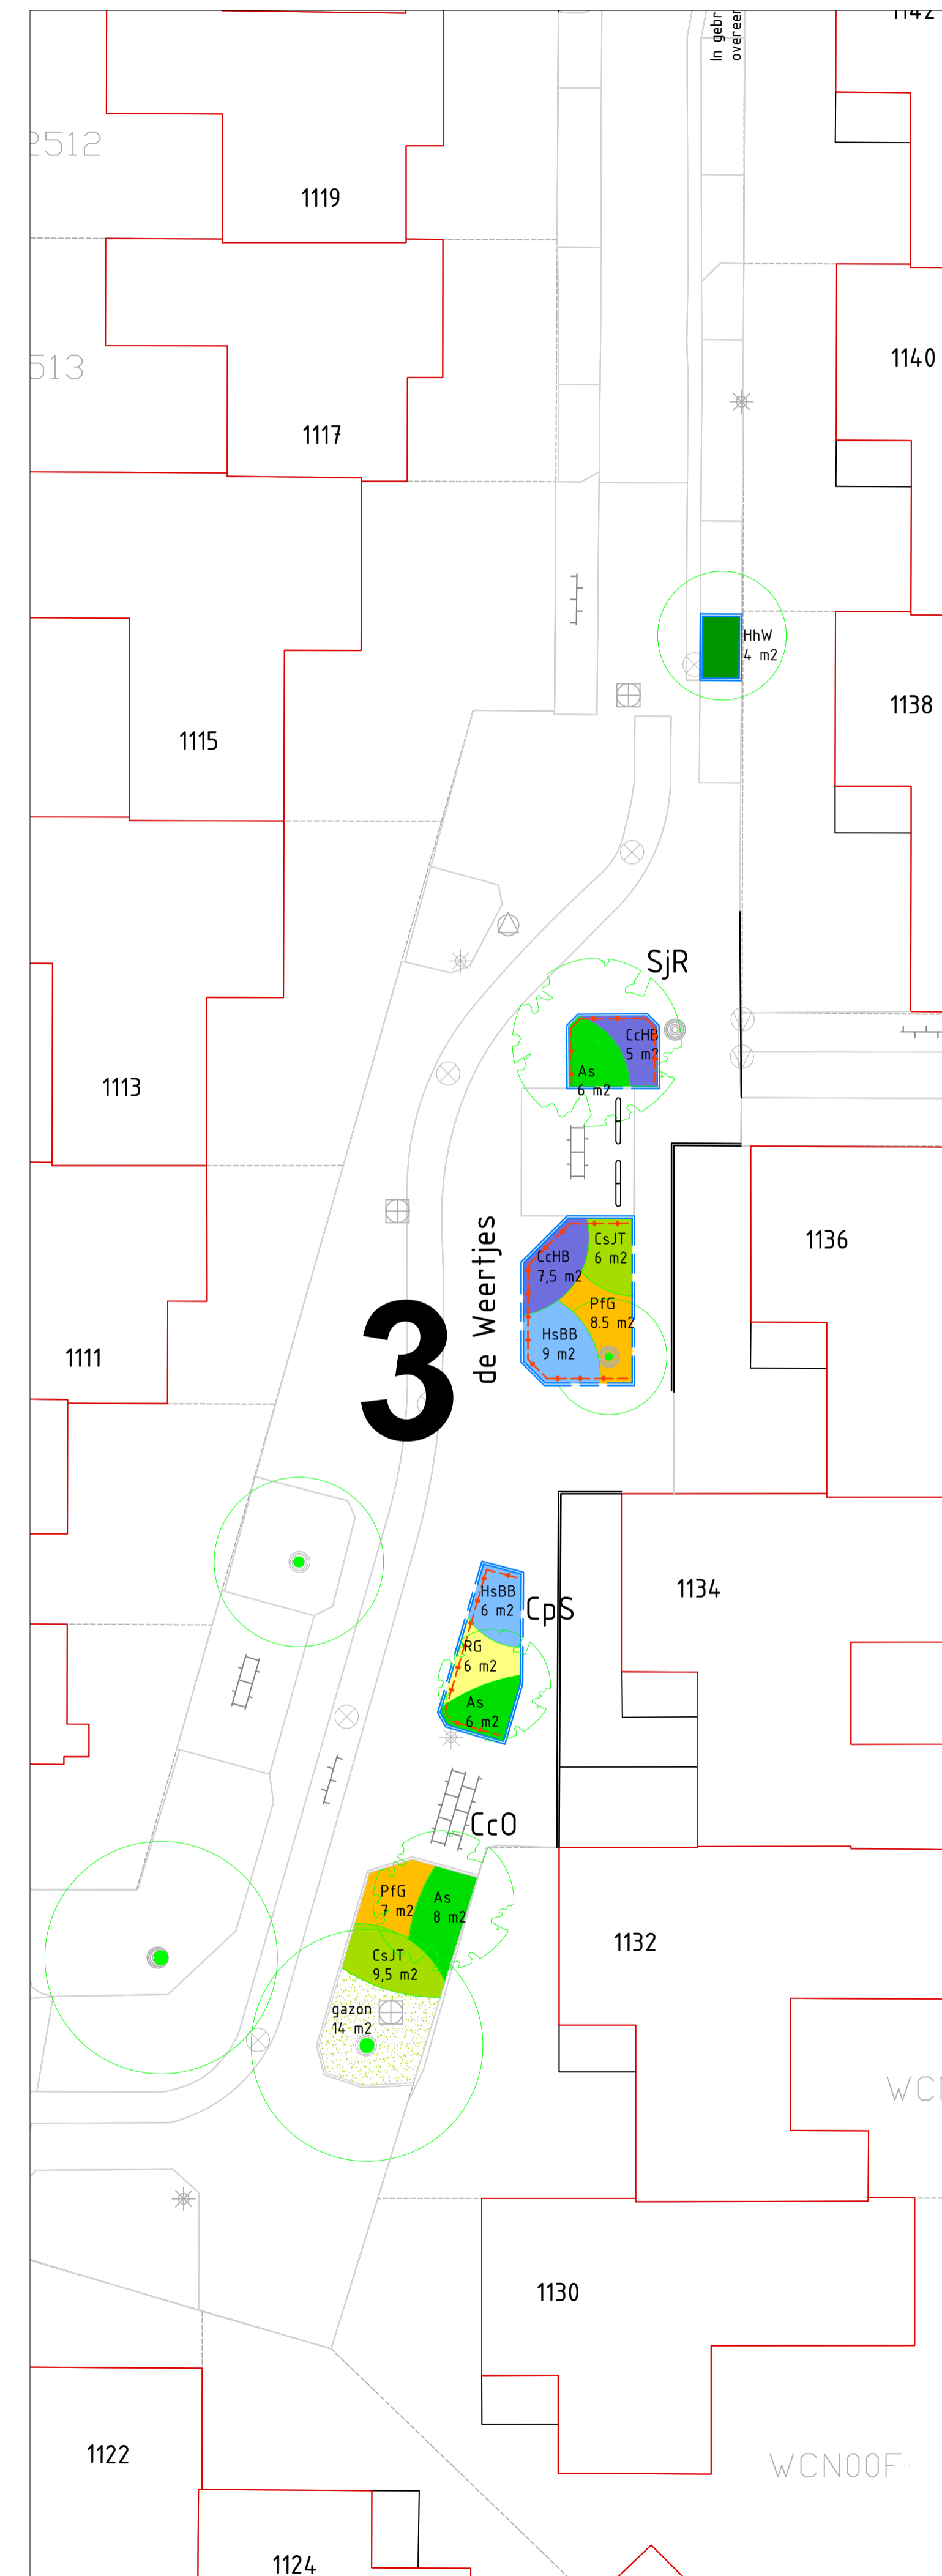 1142
In gebr
overeer
2512
1119
1140
513
1117
HhW
4 m2
1138
1115
SjR
CcHB
5 m2
As
6 m2
1113
de Weertjes
CsJT
6 m2
CcHB
7,5 m2
1136
PfG
8.5 m2
HsBB
9 m2
3
1111
HsBB
6 m2
CpS
1134
RG
6 m2
As
6 m2
CcO
PfG
7 m2
As
8 m2
CsJT
9,5 m2
1132
gazon
14 m2
WCN
1130
1122
WCN00F
1124